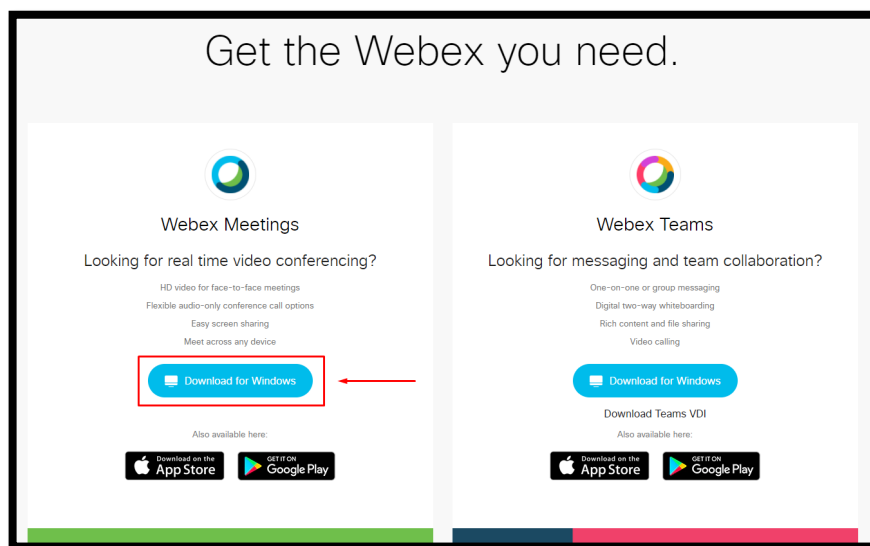 Get the Webex you need.
Webex Meetings
Looking for real time video conferencing?
HD video for face-to-face meetings
Flexible audio-only conference call options
Easy screen sharing
Meet across any device
Download for Windows
Also available here:
Download on the
App Store
GET IT ON
Google Play
Webex Teams
Looking for messaging and team collaboration?
One-on-one or group messaging
Digital two-way whiteboarding
Rich content and file sharing
Video calling
Download for Windows
Download Teams VDI
Also available here:
Download on the
App Store
GET IT ON
Google Play